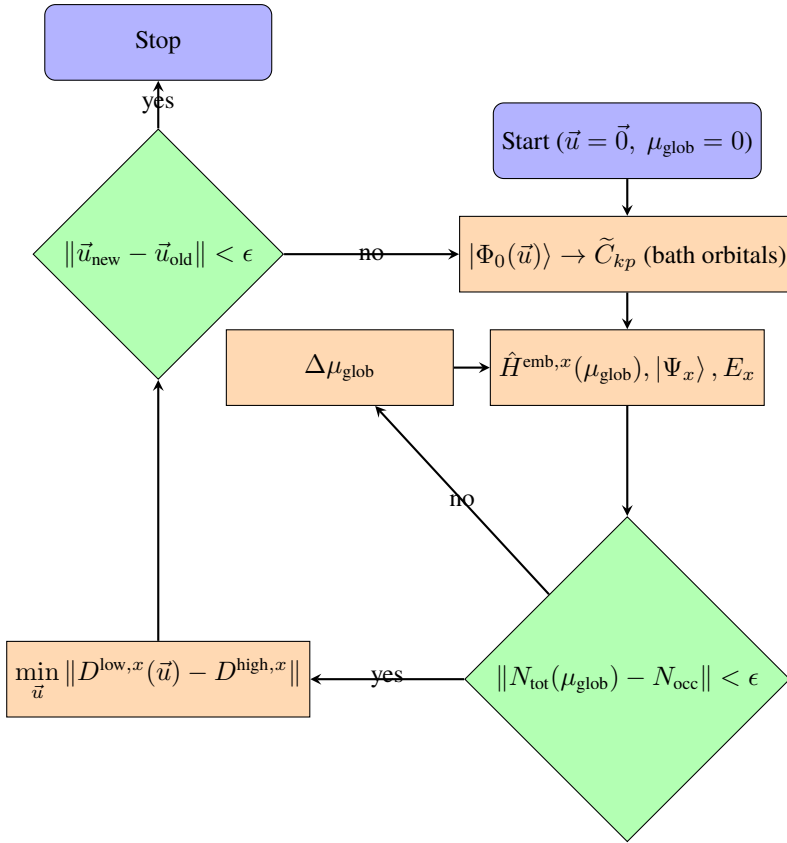 Stop
yes
Start ($\vec{u} = \vec{0},\ \mu_{\text{glob}} = 0$)
$\|\vec{u}_{\text{new}} - \vec{u}_{\text{old}}\| < \epsilon$
no
$|\Phi_0(\vec{u})\rangle \rightarrow \widetilde{C}_{kp}$ (bath orbitals)
$\Delta\mu_{\text{glob}}$
$\hat{H}^{\text{emb},x}(\mu_{\text{glob}}), |\Psi_x\rangle, E_x$
no
$\min_{\vec{u}} \|D^{\text{low},x}(\vec{u}) - D^{\text{high},x}\|$
yes
$\|N_{\text{tot}}(\mu_{\text{glob}}) - N_{\text{occ}}\| < \epsilon$